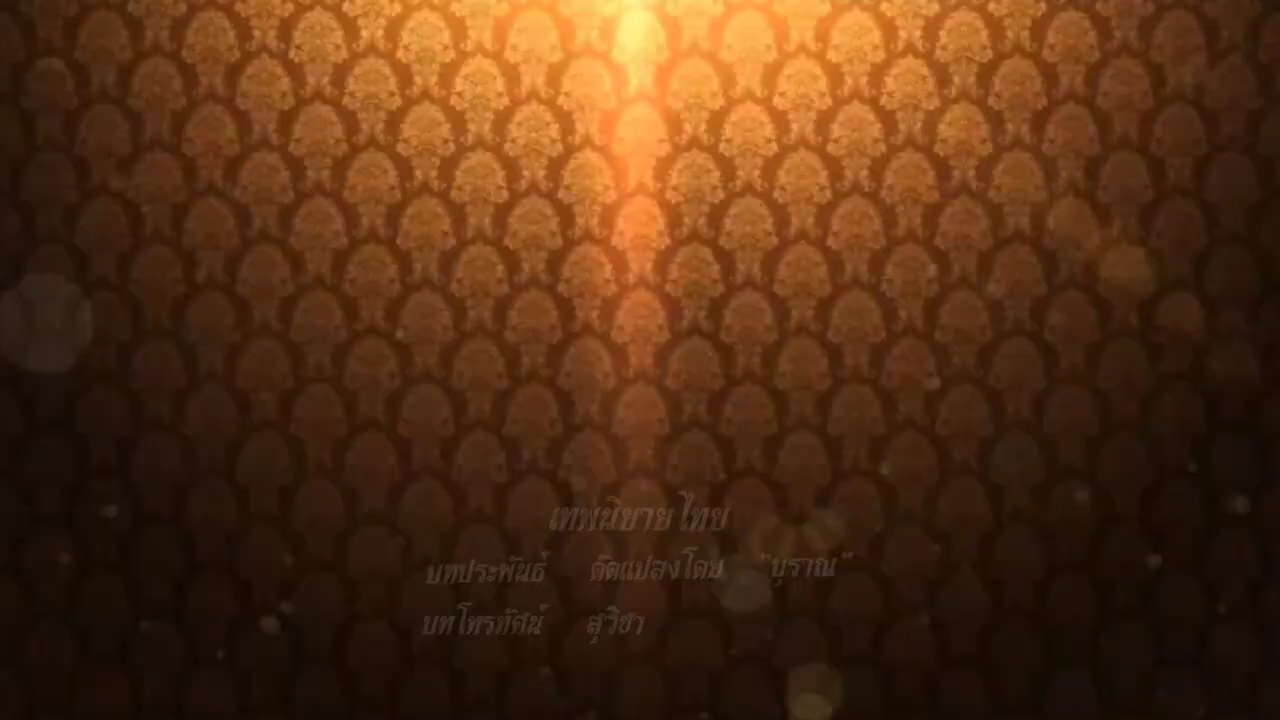 เทพนิยายไทย
บทประพันธ์ ดัดแปลงโดย "บูราณ"
บทโทรทัศน์ สุวิชา